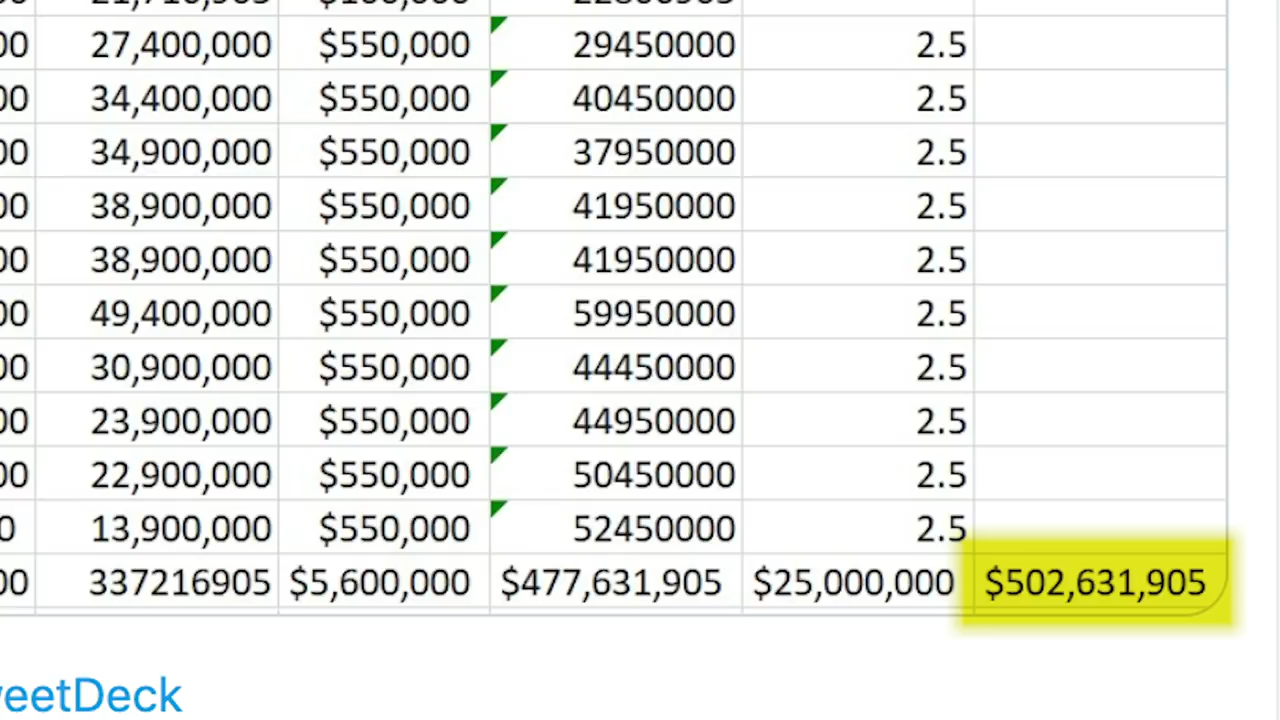 27,400,000 $550,000 29450000 2.5
34,400,000 $550,000 40450000 2.5
34,900,000 $550,000 37950000 2.5
38,900,000 $550,000 41950000 2.5
38,900,000 $550,000 41950000 2.5
49,400,000 $550,000 59950000 2.5
30,900,000 $550,000 44450000 2.5
23,900,000 $550,000 44950000 2.5
22,900,000 $550,000 50450000 2.5
13,900,000 $550,000 52450000 2.5
337216905 $5,600,000 $477,631,905 $25,000,000 $502,631,905
weetDeck